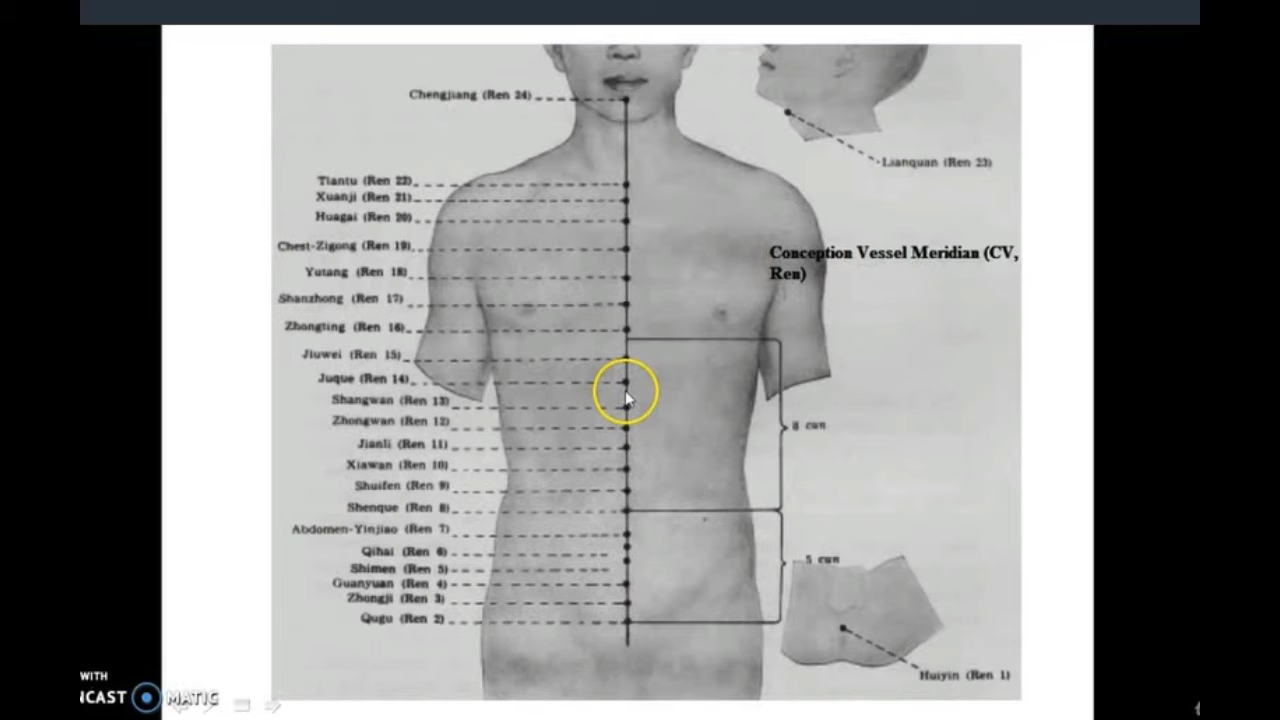 Chengjiang (Ren 24)
Lianquan (Ren 23)
Tiantu (Ren 22)
Xuanji (Ren 21)
Huagai (Ren 20)
Chest-Zigong (Ren 19)
Conception Vessel Meridian (CV,
Ren)
Yutang (Ren 18)
Shanzhong (Ren 17)
Zhongting (Ren 16)
Jiuwei (Ren 15)
Juque (Ren 14)
Shangwan (Ren 13)
Zhongwan (Ren 12)
8 cun
Jianli (Ren 11)
Xiawan (Ren 10)
Shuifen (Ren 9)
Shenque (Ren 8)
Abdomen-Yinjiao (Ren 7)
Qihai (Ren 6)
5 cun
Shimen (Ren 5)
Guanyuan (Ren 4)
Zhongji (Ren 3)
Qugu (Ren 2)
Huiyin (Ren 1)
WITH
NCAST MATIC